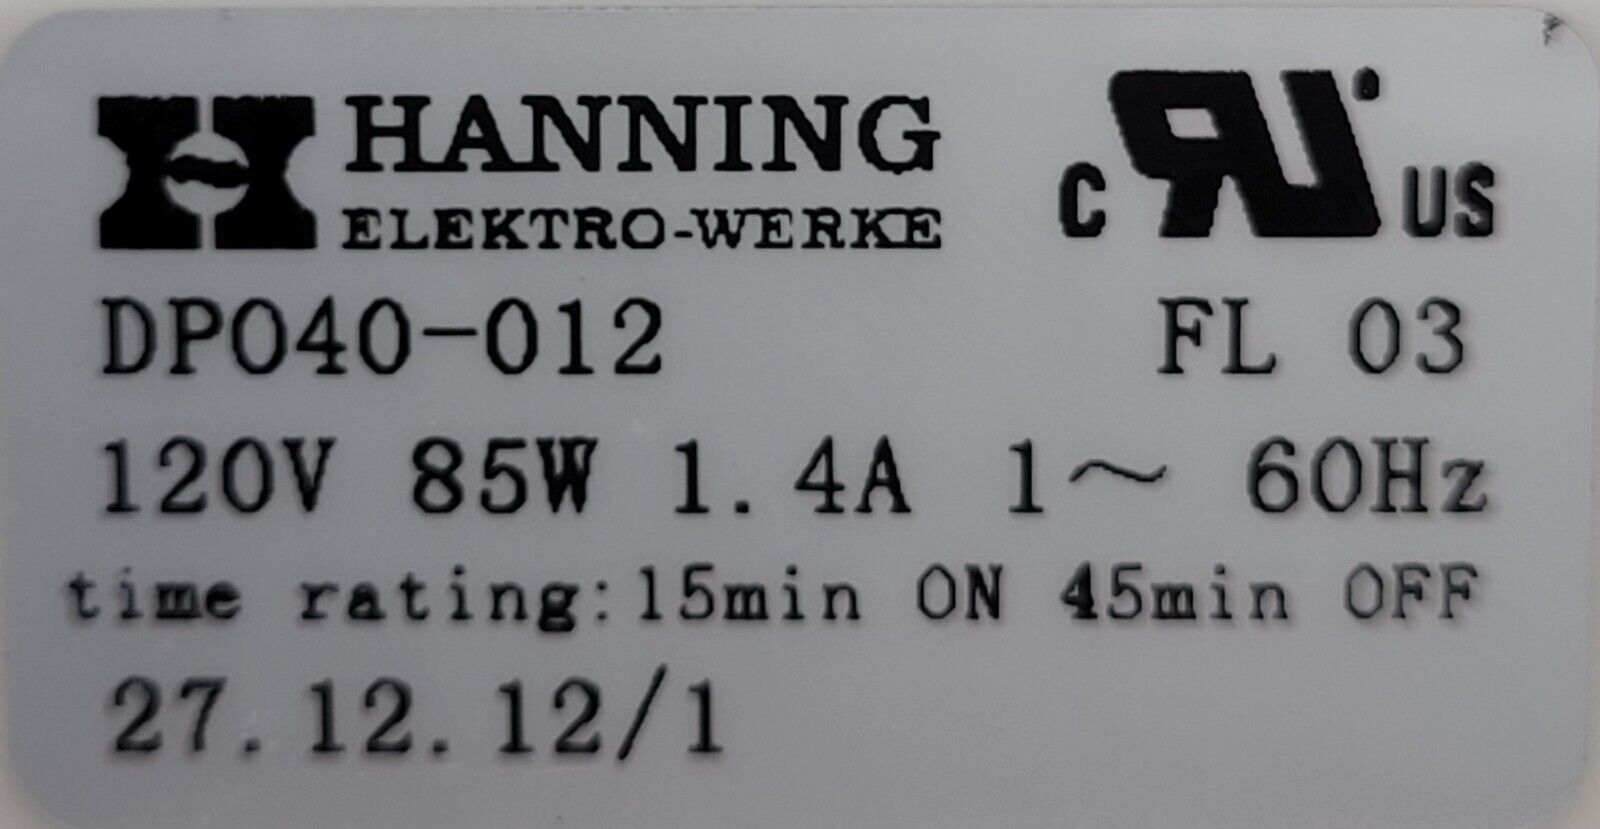 HANNING
ELEKTRO-WERKE
c RU US
DP040-012 FL 03
120V 85W 1.4A 1~ 60Hz
time rating:15min ON 45min OFF
27.12.12/1